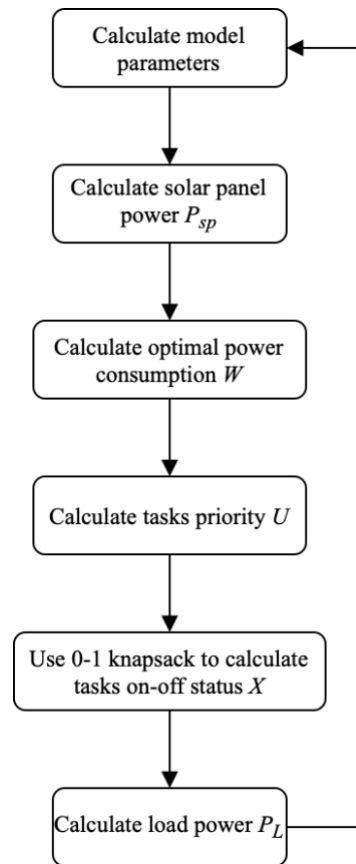 Calculate model
parameters
Calculate solar panel
power P_sp
Calculate optimal power
consumption W
Calculate tasks priority U
Use 0-1 knapsack to calculate
tasks on-off status X
Calculate load power P_L